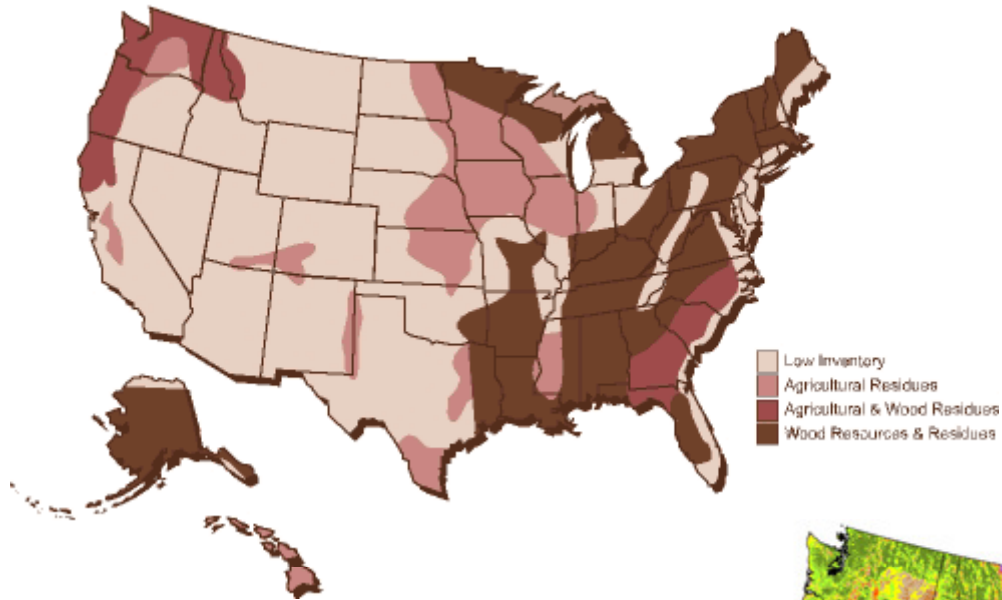 Low Inventory
Agricultural Residues
Agricultural & Wood Residues
Wood Resources & Residues